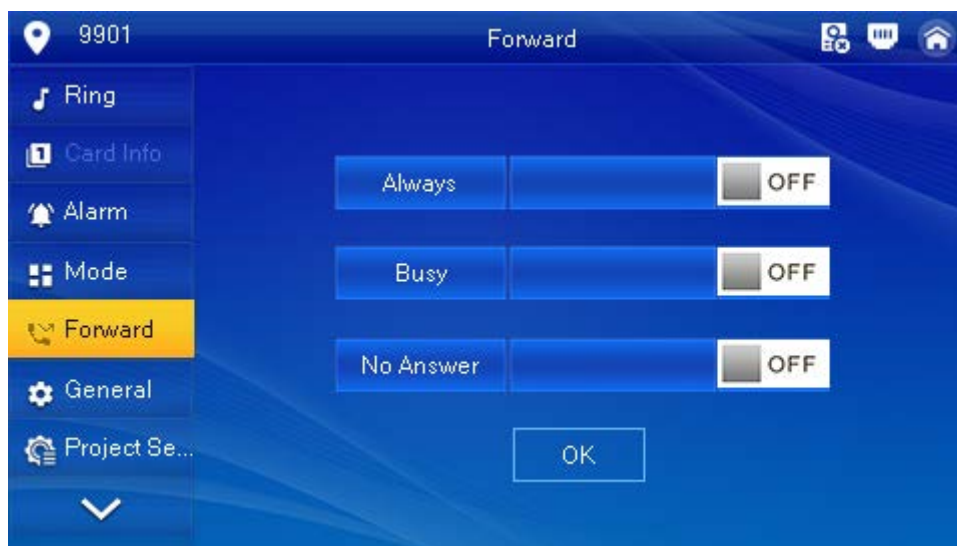 9901
Forward
Ring
Card Info
Alarm
Mode
Forward
General
Project Se...
Always
OFF
Busy
OFF
No Answer
OFF
OK